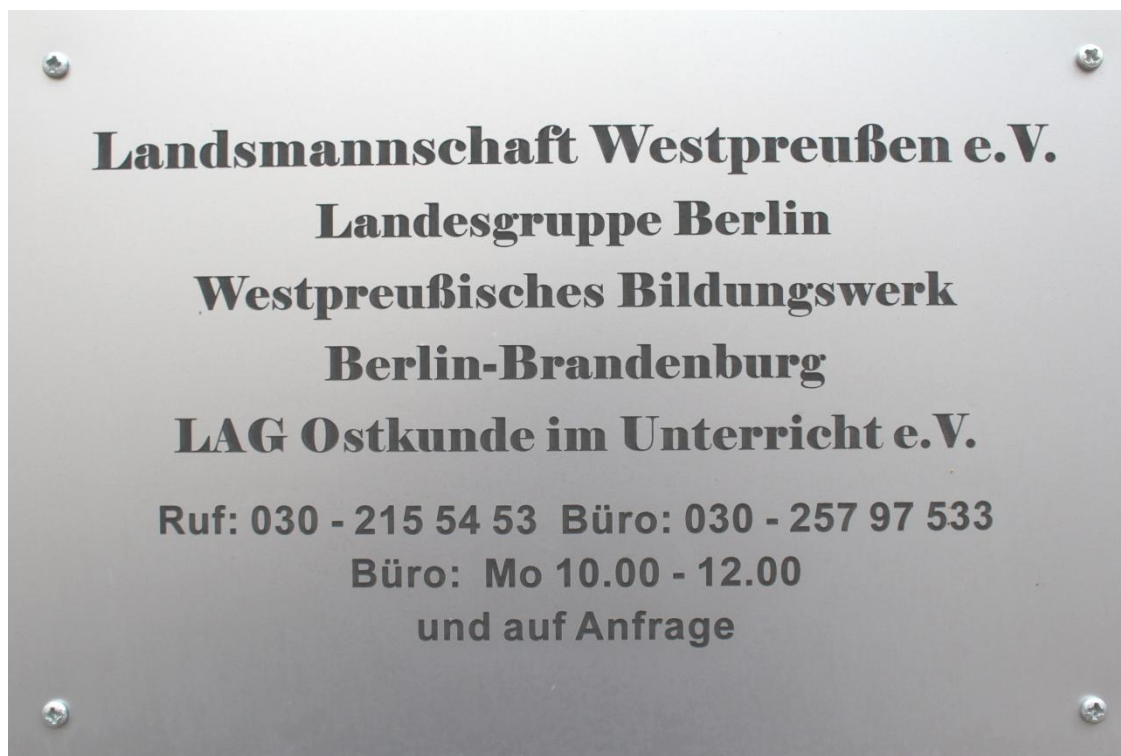 Landsmannschaft Westpreußen e.V.
Landesgruppe Berlin
Westpreußisches Bildungswerk
Berlin-Brandenburg
LAG Ostkunde im Unterricht e.V.
Ruf: 030 - 215 54 53 Büro: 030 - 257 97 533
Büro: Mo 10.00 - 12.00
und auf Anfrage